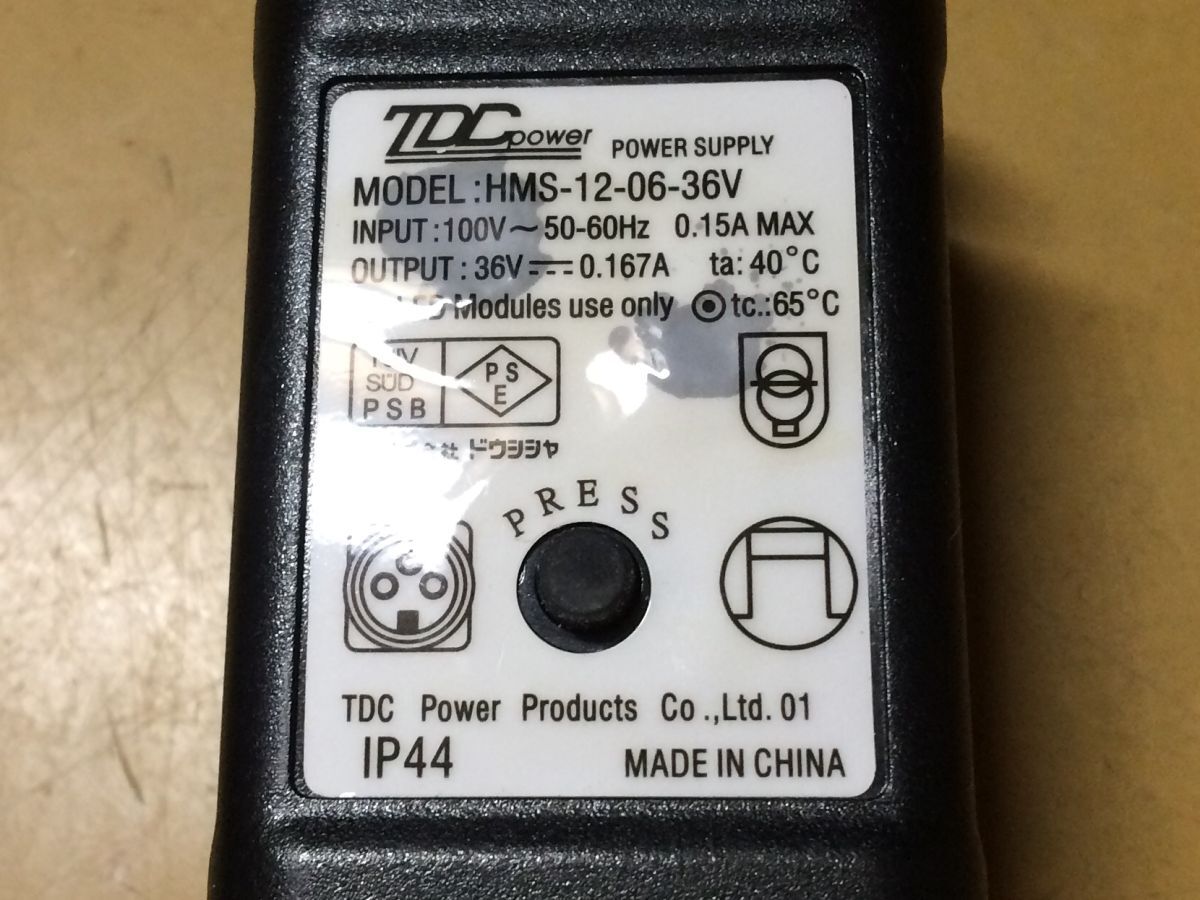 TDC power POWER SUPPLY
MODEL :HMS-12-06-36V
INPUT :100V～50-60Hz 0.15A MAX
OUTPUT : 36V⎓0.167A ta: 40°C
Modules use only tc.:65°C
SÜD
PSB
PS
E
ドウシシャ
PRESS
TDC Power Products Co .,Ltd. 01
IP44 MADE IN CHINA